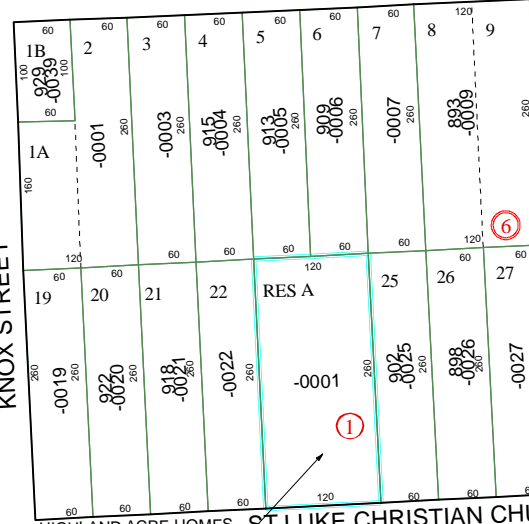 60 60 60 60 60 60 60 120
1B 2 3 4 5 6 7 8 9
100 929 -0039 100
60
1A
160
-0001 260
-0003 260
915 -0004 260
913 -0005 260
909 -0006 260
-0007 260
893 -0009 260
6
120 60 60 60 60 60 120
60 60 60 120 60 60 60
19 20 21 22 RES A 25 26 27
KNOX STREET
260 -0019 260
922 -0020 260
918 -0021 260
-0022 260
-0001 260
902 -0025 260
898 -0026 260
-0027
1
60 60 60 60 120 60 60
HIGHLAND ACRE HOMES
ST LUKE CHRISTIAN CHU